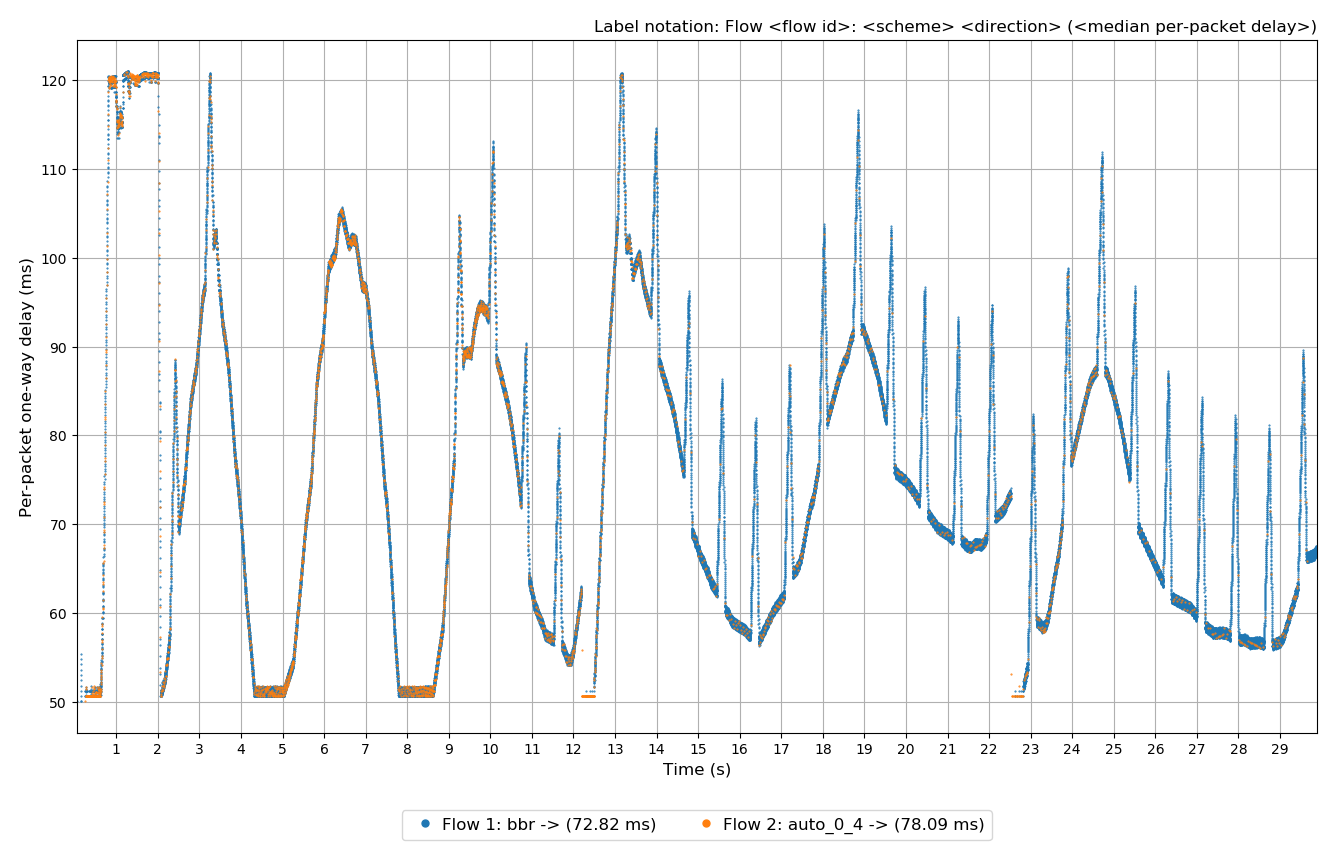 Label notation: Flow <flow id>: <scheme> <direction> (<median per-packet delay>)
Per-packet one-way delay (ms)
120
110
100
90
80
70
60
50
1 2 3 4 5 6 7 8 9 10 11 12 13 14 15 16 17 18 19 20 21 22 23 24 25 26 27 28 29
Time (s)
Flow 1: bbr -> (72.82 ms) Flow 2: auto_0_4 -> (78.09 ms)